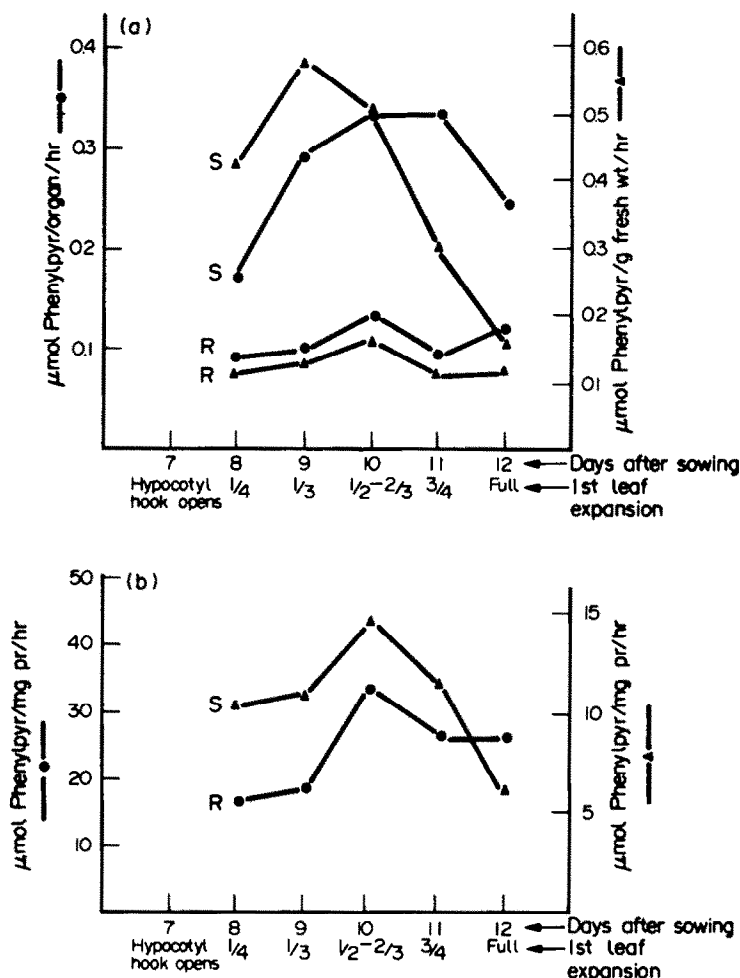 (a)
0.4
0.3
0.2
0.1
μmol Phenylpyr/organ/hr
0.6
0.5
0.4
0.3
0.2
0.1
μmol Phenylpyr/g fresh wt/hr
S
S
R
R
7 8 9 10 11 12 Days after sowing
Hypocotyl hook opens 1/4 1/3 1/2-2/3 3/4 Full 1st leaf expansion
(b)
50
40
30
20
10
μmol Phenylpyr/mg pr/hr
15
10
5
μmol Phenylpyr/mg pr/hr
S
R
7 8 9 10 11 12 Days after sowing
Hypocotyl hook opens 1/4 1/3 1/2-2/3 3/4 Full 1st leaf expansion